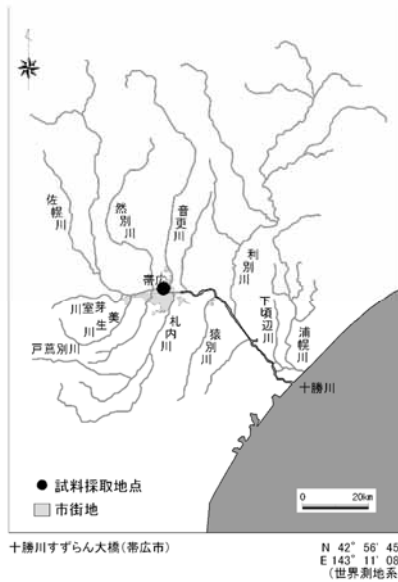 佐幌川
然別川
音更川
利別川
帯広
下頃辺川
浦幌川
芽室川
美生川
札内川
猿別川
戸蔦別川
十勝川
試料採取地点
市街地
0 20km
十勝川すずらん大橋(帯広市)
N 42° 56′ 45
E 143° 11′ 08
(世界測地系